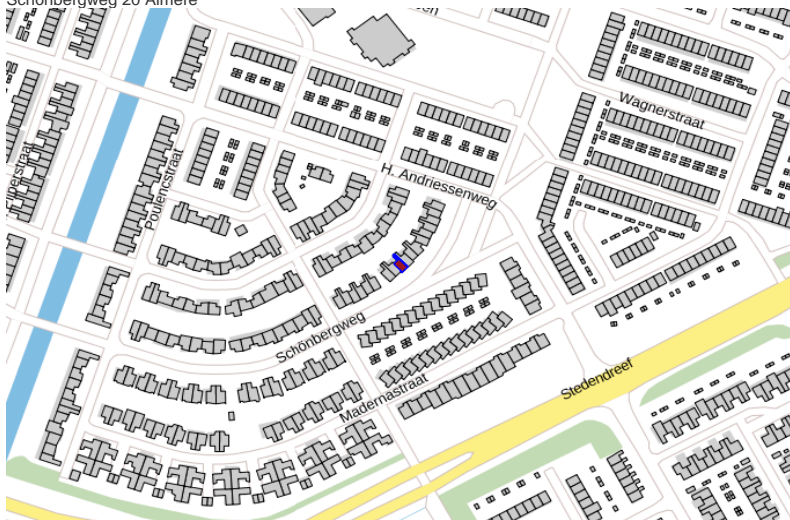 Schönbergweg 20 Almere
Wagnerstraat
H. Andriessenweg
Poulencstraat
Schönbergweg
Madernastraat
Stedendreef